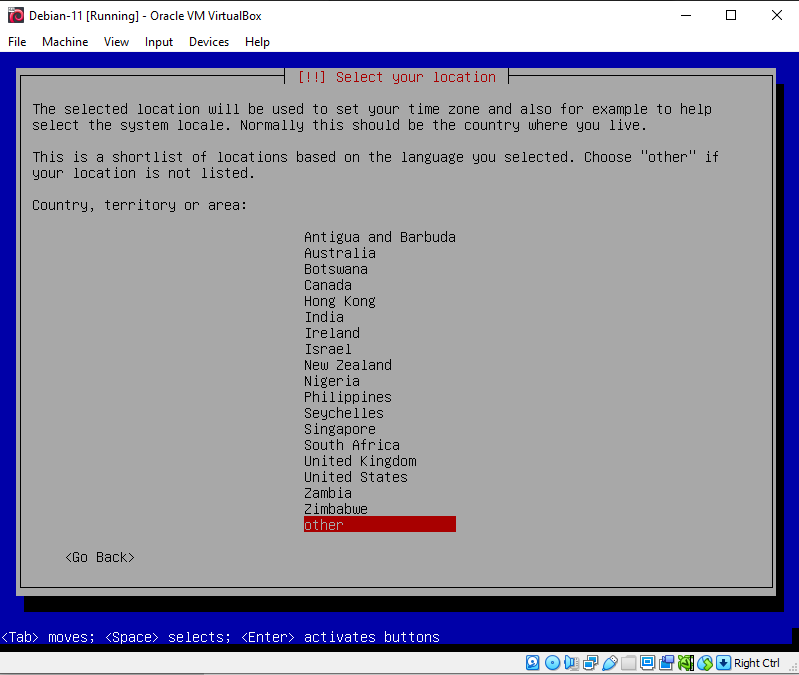 Debian-11 [Running] - Oracle VM VirtualBox
File Machine View Input Devices Help
[!!] Select your location
The selected location will be used to set your time zone and also for example to help
select the system locale. Normally this should be the country where you live.
This is a shortlist of locations based on the language you selected. Choose "other" if
your location is not listed.
Country, territory or area:
Antigua and Barbuda
Australia
Botswana
Canada
Hong Kong
India
Ireland
Israel
New Zealand
Nigeria
Philippines
Seychelles
Singapore
South Africa
United Kingdom
United States
Zambia
Zimbabwe
other
<Go Back>
<Tab> moves; <Space> selects; <Enter> activates buttons
Right Ctrl